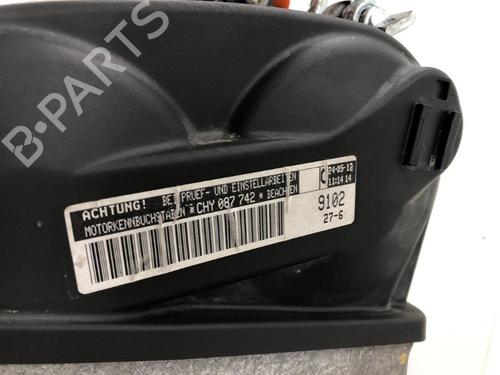 B-PARTS
ACHTUNG! BEI PRUEF- UND EINSTELLARBEITEN
MOTORKENNBUCHSTABEN *CHY 087 742* BEACHTEN
C
24-05-12
11:14 14
9102
27-6